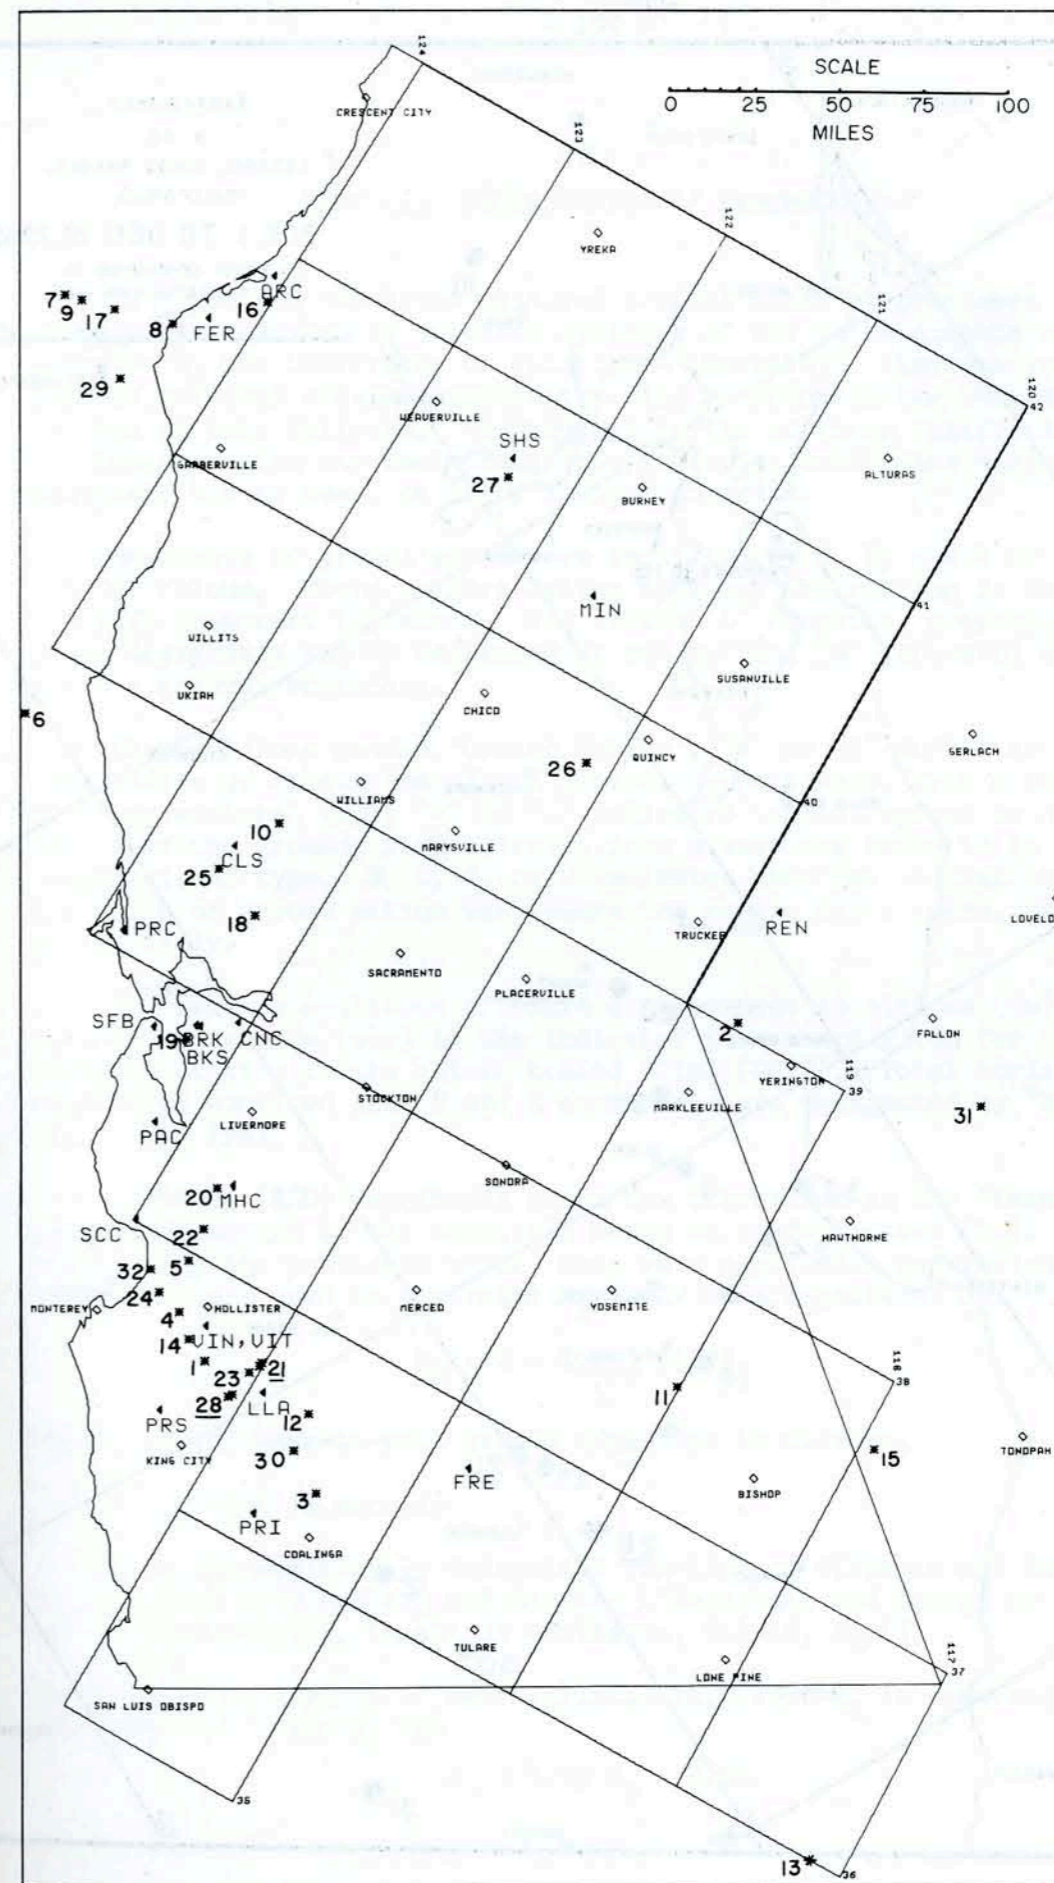 124
SCALE
0 25 50 75 100
MILES
CRESCENT CITY
123
YREKA
122
121
120
42
ARC
7
9
17
16
8
FER
29
WEAVERVILLE
SHS
GARBERVILLE
27
BURNEY
ALTURAS
41
MIN
WILLITS
SUSANVILLE
UKIAH
CHICO
6
QUINCY
GERLACH
26
WILLIAMS
40
10
MARYSVILLE
CLS
25
LOVELO
18
REN
PRC
TRUCKEE
SACRAMENTO
PLACERVILLE
SFB
19
BRK
CNC
BKS
2
FALLON
YERINGTON
119
39
STOCKTON
MARKLEEVILLE
31
PAC
LIVERMORE
SONORA
20
MHC
SCC
22
HAWTHORNE
32
5
24
MONTEREY
HOLLISTER
MERCED
YOSEMITE
4
14
VIN,VIT
118
1
21
38
23
11
28
LLA
12
PRS
KING CITY
30
15
TONOPAH
FRE
BISHOP
3
PRI
COALINGA
TULARE
LONE PINE
117
37
SAN LUIS OBISPO
35
13
36